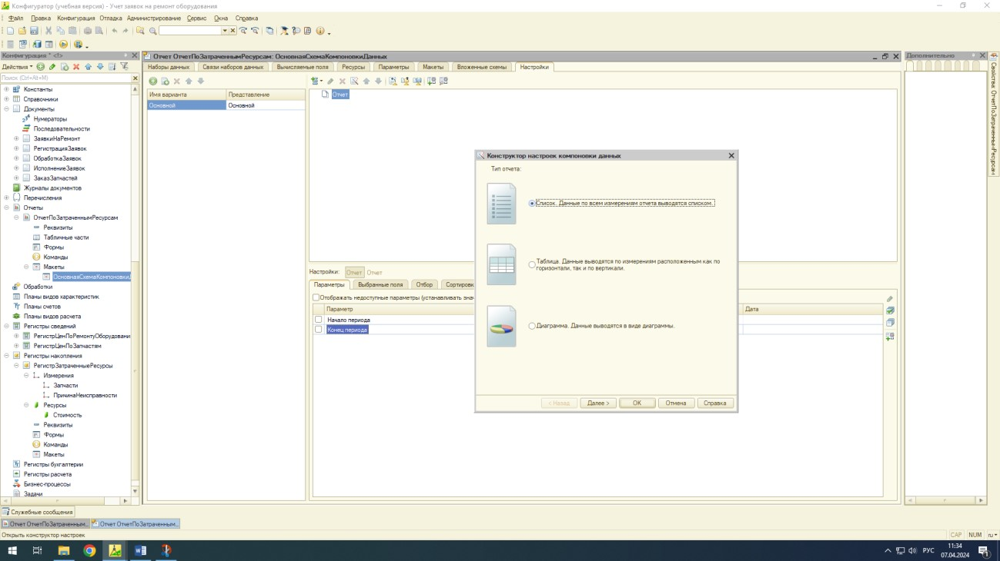 Конфигуратор (учебная версия) - Учет заявок на ремонт оборудования
Файл Правка Конфигурация Отладка Администрирование Сервис Окна Справка
Конфигурация * <!>
Действия
Поиск (Ctrl+Alt+M)
Константы
Справочники
Документы
Нумераторы
Последовательности
ЗаявкиНаРемонт
РегистрацияЗаявок
ОбработкаЗаявок
ИсполнениеЗаявок
ЗаказЗапчастей
Журналы документов
Перечисления
Отчеты
ОтчетПоЗатраченнымРесурсам
Реквизиты
Табличные части
Формы
Команды
Макеты
ОсновнаяСхемаКомпоновкиД
Обработки
Планы видов характеристик
Планы счетов
Планы видов расчета
Регистры сведений
РегистрЦенПоРемонтуОборудовани
РегистрЦенПоЗапчастям
Регистры накопления
РегистрЗатраченныеРесурсы
Измерения
Запчасти
ПричинаНеисправности
Ресурсы
Стоимость
Реквизиты
Формы
Команды
Макеты
Регистры бухгалтерии
Регистры расчета
Бизнес-процессы
Задачи
Отчет ОтчетПоЗатраченнымРесурсам: ОсновнаяСхемаКомпоновкиДанных
Наборы данных Связи наборов данных Вычисляемые поля Ресурсы Параметры Макеты Вложенные схемы Настройки
Имя варианта Представление
Основной Основной
Отчет
Настройки: Отчет Отчет
Параметры Выбранные поля Отбор Сортировк
Отображать недоступные параметры (устанавливать знач
Параметр
Дата
Начало периода
Конец периода
Конструктор настроек компоновки данных
Тип отчета:
Список. Данные по всем измерениям отчета выводятся списком.
Таблица. Данные выводятся по измерениям расположенным как по
горизонтали, так и по вертикали.
Диаграмма. Данные выводятся в виде диаграммы.
< Назад Далее > OK Отмена Справка
Дополнительно
Свойства: ОтчетПоЗатраченнымРесурсам
Служебные сообщения
Отчет ОтчетПоЗатраченным... Отчет ОтчетПоЗатраченным...
Открыть конструктор настроек
CAP NUM ru
РУС
11:34
07.04.2024